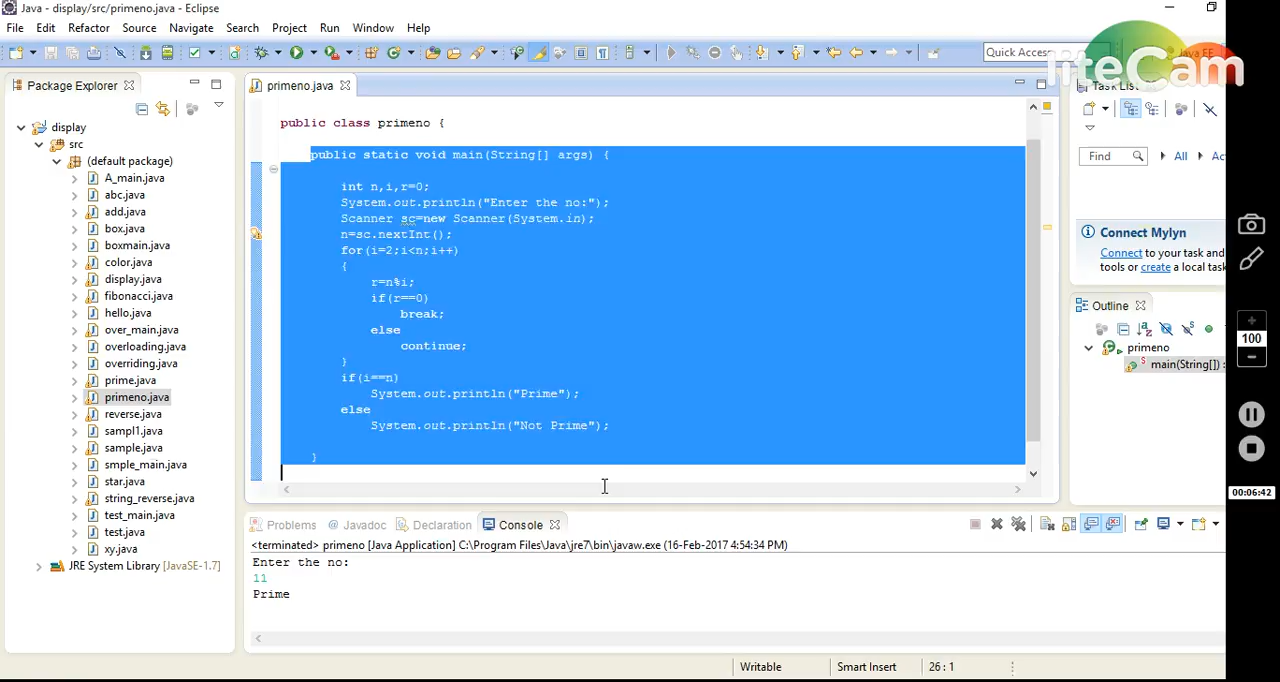 Java - display/src/primeno.java - Eclipse
File Edit Refactor Source Navigate Search Project Run Window Help
Quick Access
Java EE
liteCam
Package Explorer
primeno.java
Task List
display
src
(default package)
A_main.java
abc.java
add.java
box.java
boxmain.java
color.java
display.java
fibonacci.java
hello.java
over_main.java
overloading.java
overriding.java
prime.java
primeno.java
reverse.java
sampl1.java
sample.java
smple_main.java
star.java
string_reverse.java
test_main.java
test.java
xy.java
JRE System Library [JavaSE-1.7]
public class primeno {
public static void main(String[] args) {
int n,i,r=0;
System.out.println("Enter the no:");
Scanner sc=new Scanner(System.in);
n=sc.nextInt();
for(i=2;i<n;i++)
{
r=n%i;
if(r==0)
break;
else
continue;
}
if(i==n)
System.out.println("Prime");
else
System.out.println("Not Prime");
}
Find All Ac
Connect Mylyn
Connect to your task and
tools or create a local task
Outline
primeno
main(String[]) :
100
00:06:42
Problems @ Javadoc Declaration Console
<terminated> primeno [Java Application] C:\Program Files\Java\jre7\bin\javaw.exe (16-Feb-2017 4:54:34 PM)
Enter the no:
11
Prime
Writable Smart Insert 26 : 1